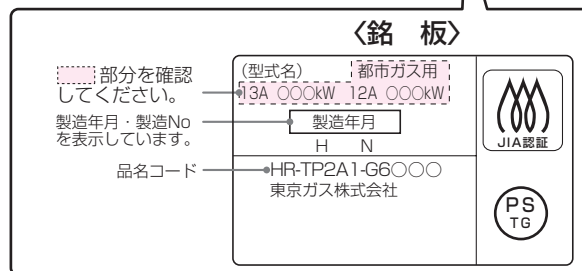 〈銘 板〉
部分を確認
してください。
製造年月・製造No
を表示しています。
品名コード
(型式名) 都市ガス用
13A ○○○kW 12A ○○○kW
製造年月
H N
HR-TP2A1-G6○○○
東京ガス株式会社
JIA認証
PS
TG